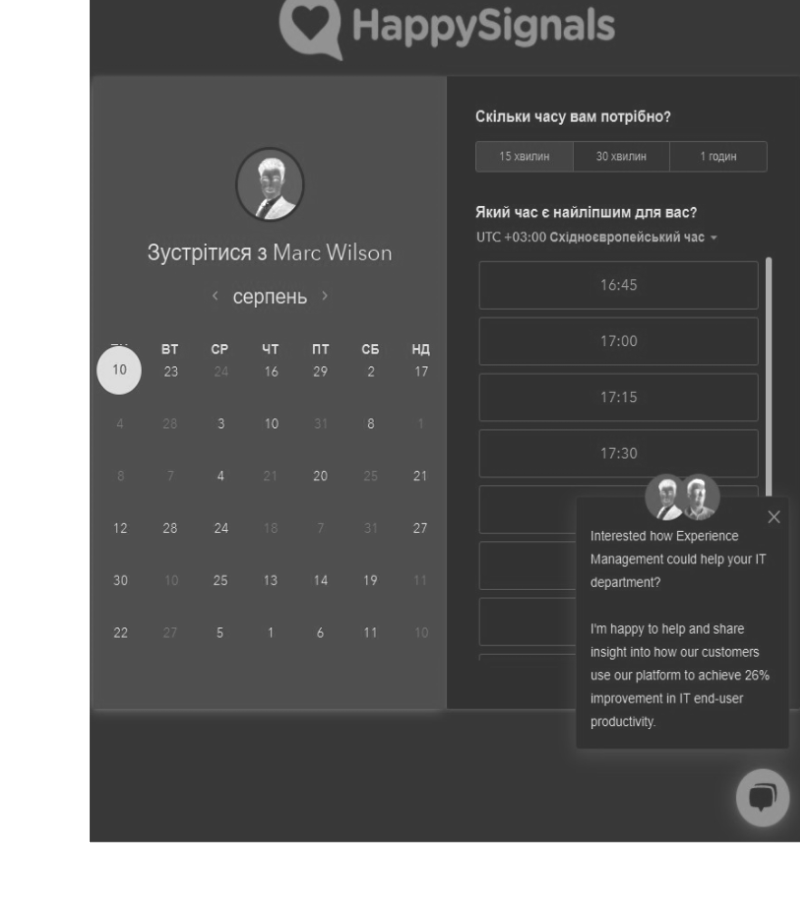 HappySignals
Зустрітися з Marc Wilson
серпень
ВТ СР ЧТ ПТ СБ НД
10 23 24 16 29 2 17
4 28 3 10 31 8 1
8 7 4 21 20 25 21
12 28 24 18 7 31 27
30 10 25 13 14 19 11
22 27 5 1 6 11 10
Скільки часу вам потрібно?
15 хвилин 30 хвилин 1 годин
Який час є найліпшим для вас?
UTC +03:00 Східноєвропейський час
16:45
17:00
17:15
17:30
Interested how Experience
Management could help your IT
department?
I'm happy to help and share
insight into how our customers
use our platform to achieve 26%
improvement in IT end-user
productivity.